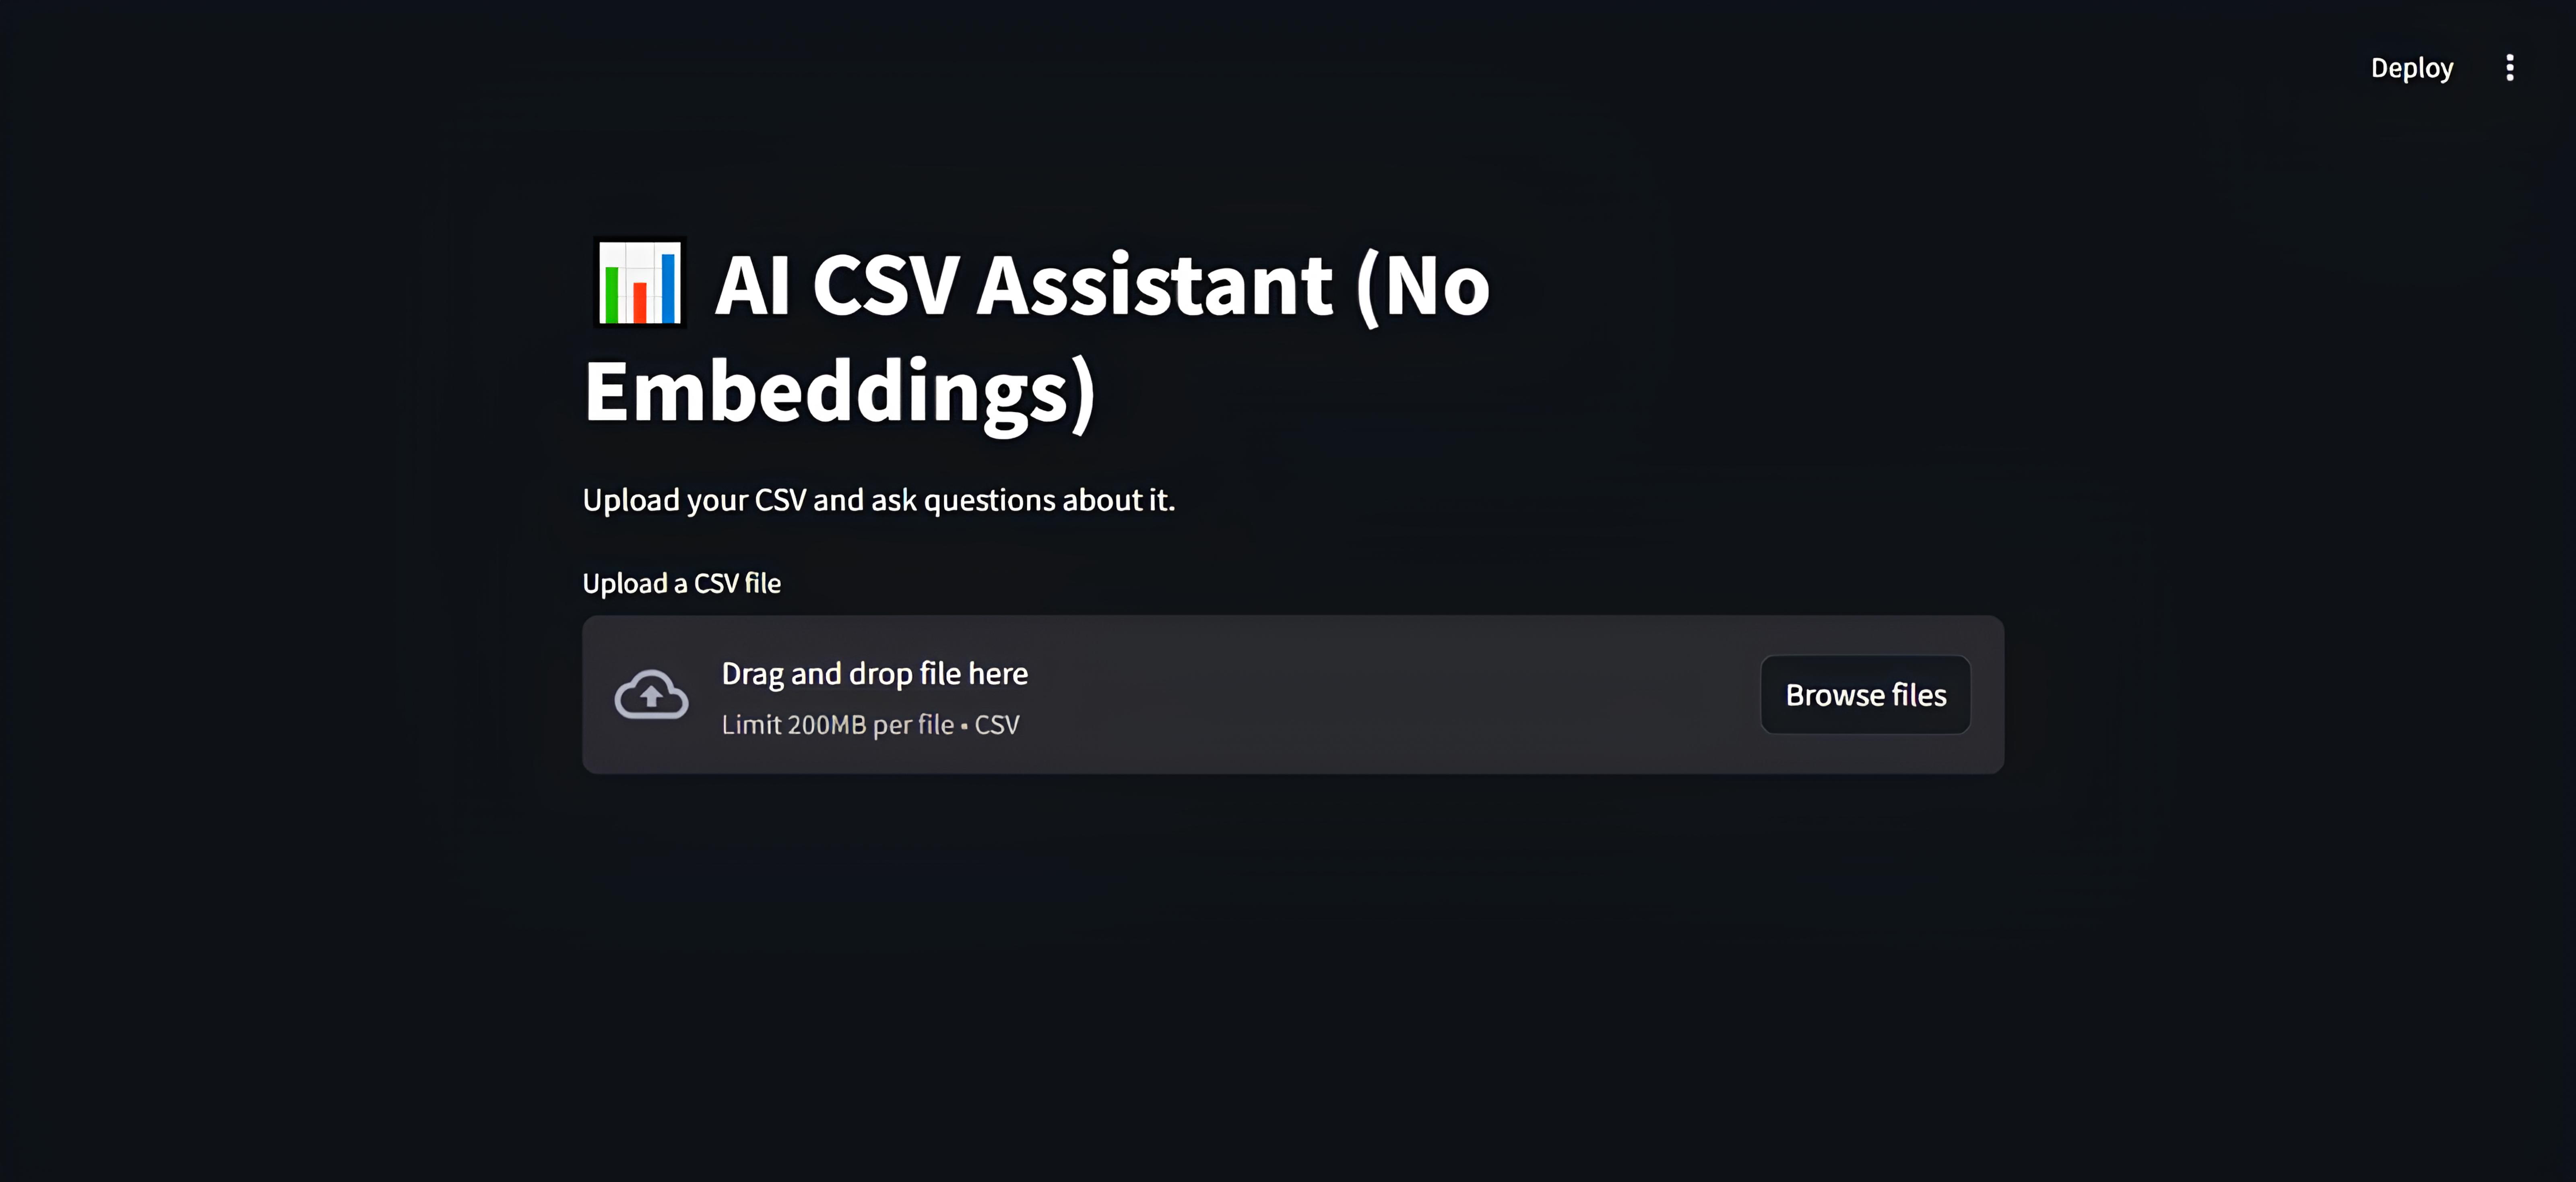 Deploy
📊 AI CSV Assistant (No
Embeddings)
Upload your CSV and ask questions about it.
Upload a CSV file
Drag and drop file here
Limit 200MB per file • CSV
Browse files